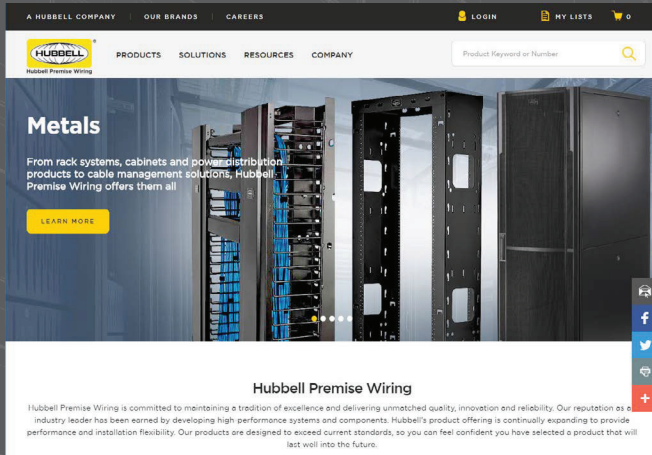 A HUBBELL COMPANY OUR BRANDS CAREERS LOGIN MY LISTS 0
HUBBELL
Hubbell Premise Wiring
PRODUCTS SOLUTIONS RESOURCES COMPANY
Product Keyword or Number
Metals
From rack systems, cabinets and power distribution
products to cable management solutions, Hubbell
Premise Wiring offers them all
LEARN MORE
Hubbell Premise Wiring
Hubbell Premise Wiring is committed to maintaining a tradition of excellence and delivering unmatched quality, innovation and reliability. Our reputation as
industry leader has been earned by developing high performance systems and components. Hubbell's product offering is continually expanding to provide
performance and installation flexibility. Our products are designed to exceed current standards, so you can feel confident you have selected a product that will
last well into the future.